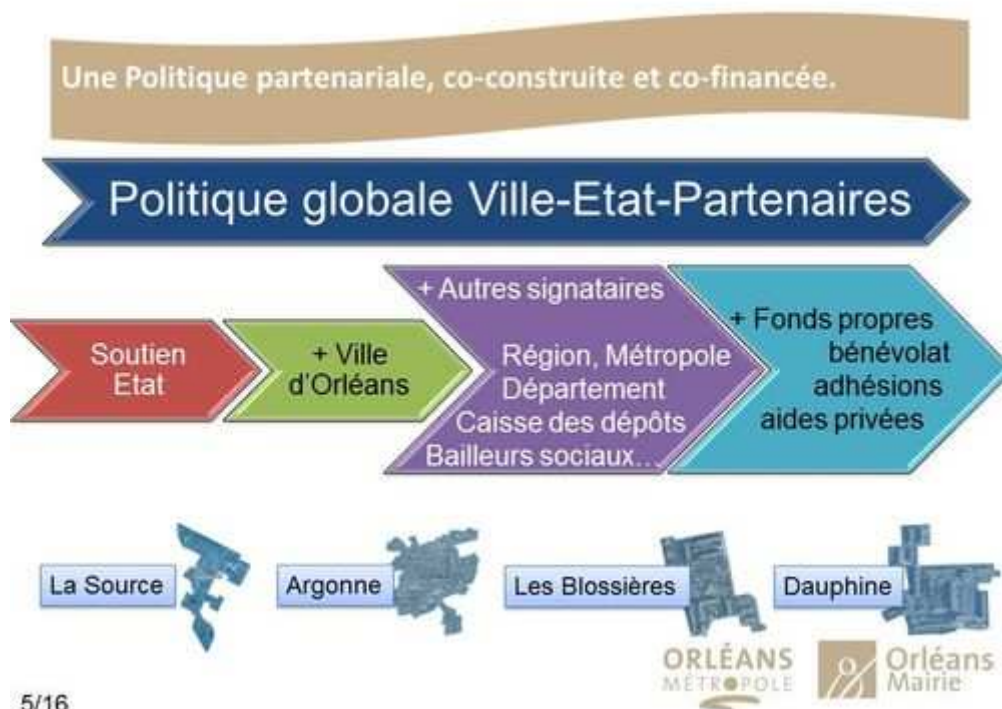 Une Politique partenariale, co-construite et co-financée.
Politique globale Ville-Etat-Partenaires
Soutien
Etat
+ Ville
d'Orléans
+ Autres signataires
Région, Métropole
Département
Caisse des dépôts
Bailleurs sociaux...
+ Fonds propres
bénévolat
adhésions
aides privées
La Source
Argonne
Les Blossières
Dauphine
ORLÉANS
MÉTROPOLE
Orléans
Mairie
5/16